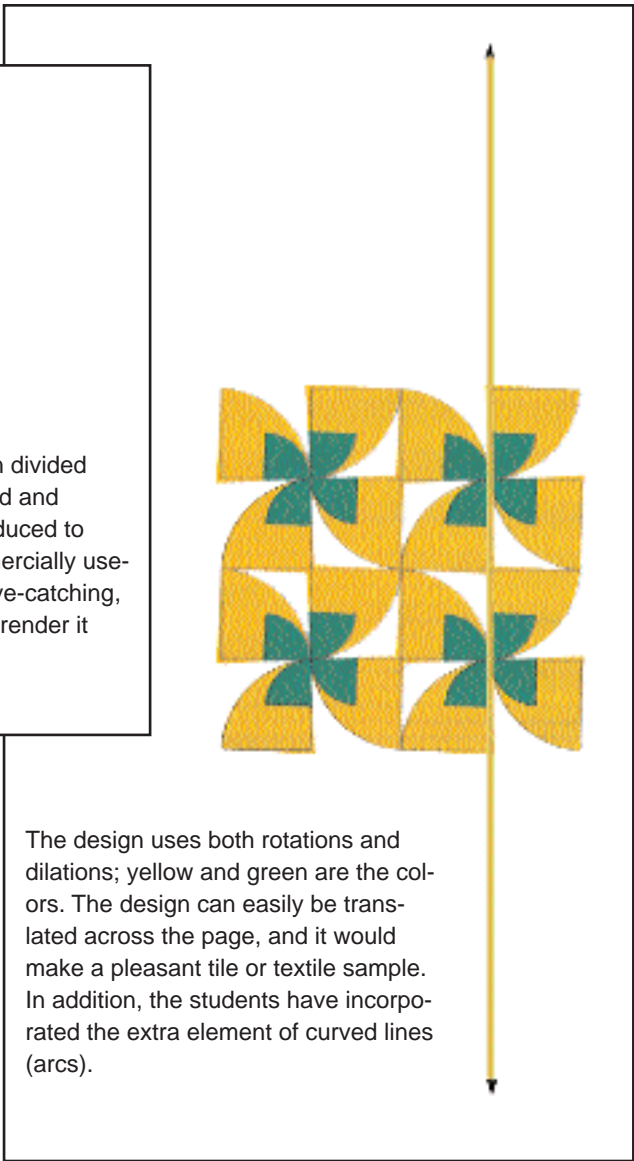 n divided
d and
duced to
ercially use-
ye-catching,
render it
The design uses both rotations and
dilations; yellow and green are the col-
ors. The design can easily be trans-
lated across the page, and it would
make a pleasant tile or textile sample.
In addition, the students have incorpo-
rated the extra element of curved lines
(arcs).